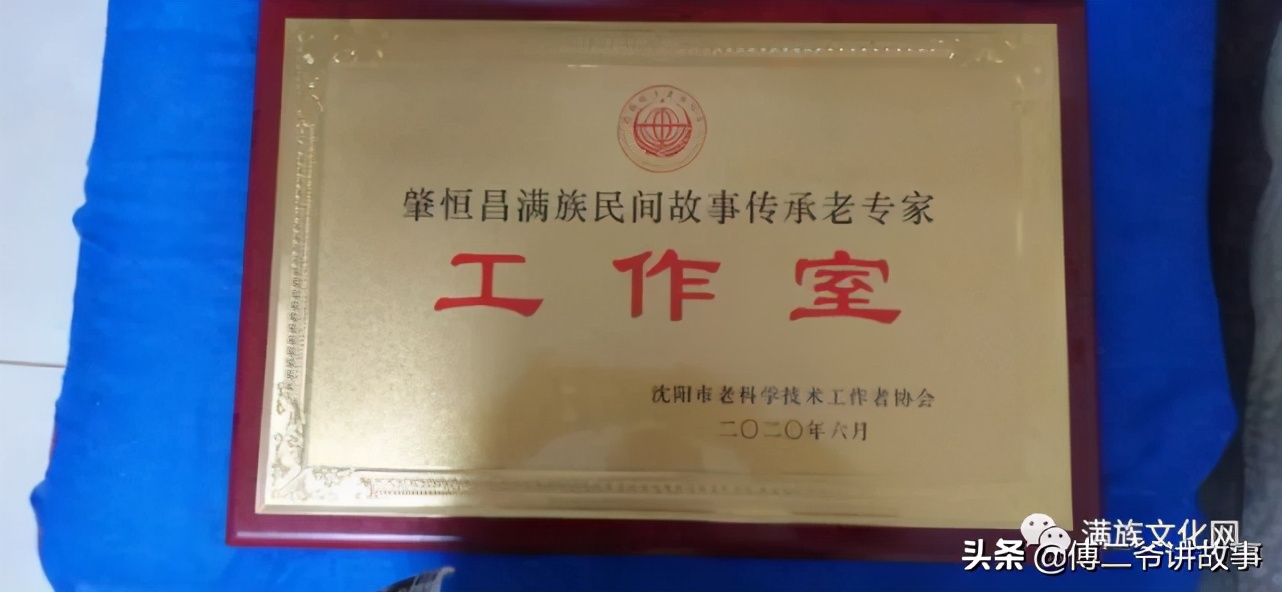 肇恒昌满族民间故事传承老专家
工作室
沈阳市老科学技术工作者协会
二〇二〇年六月
满族文化网
头条 @傅二爷讲故事